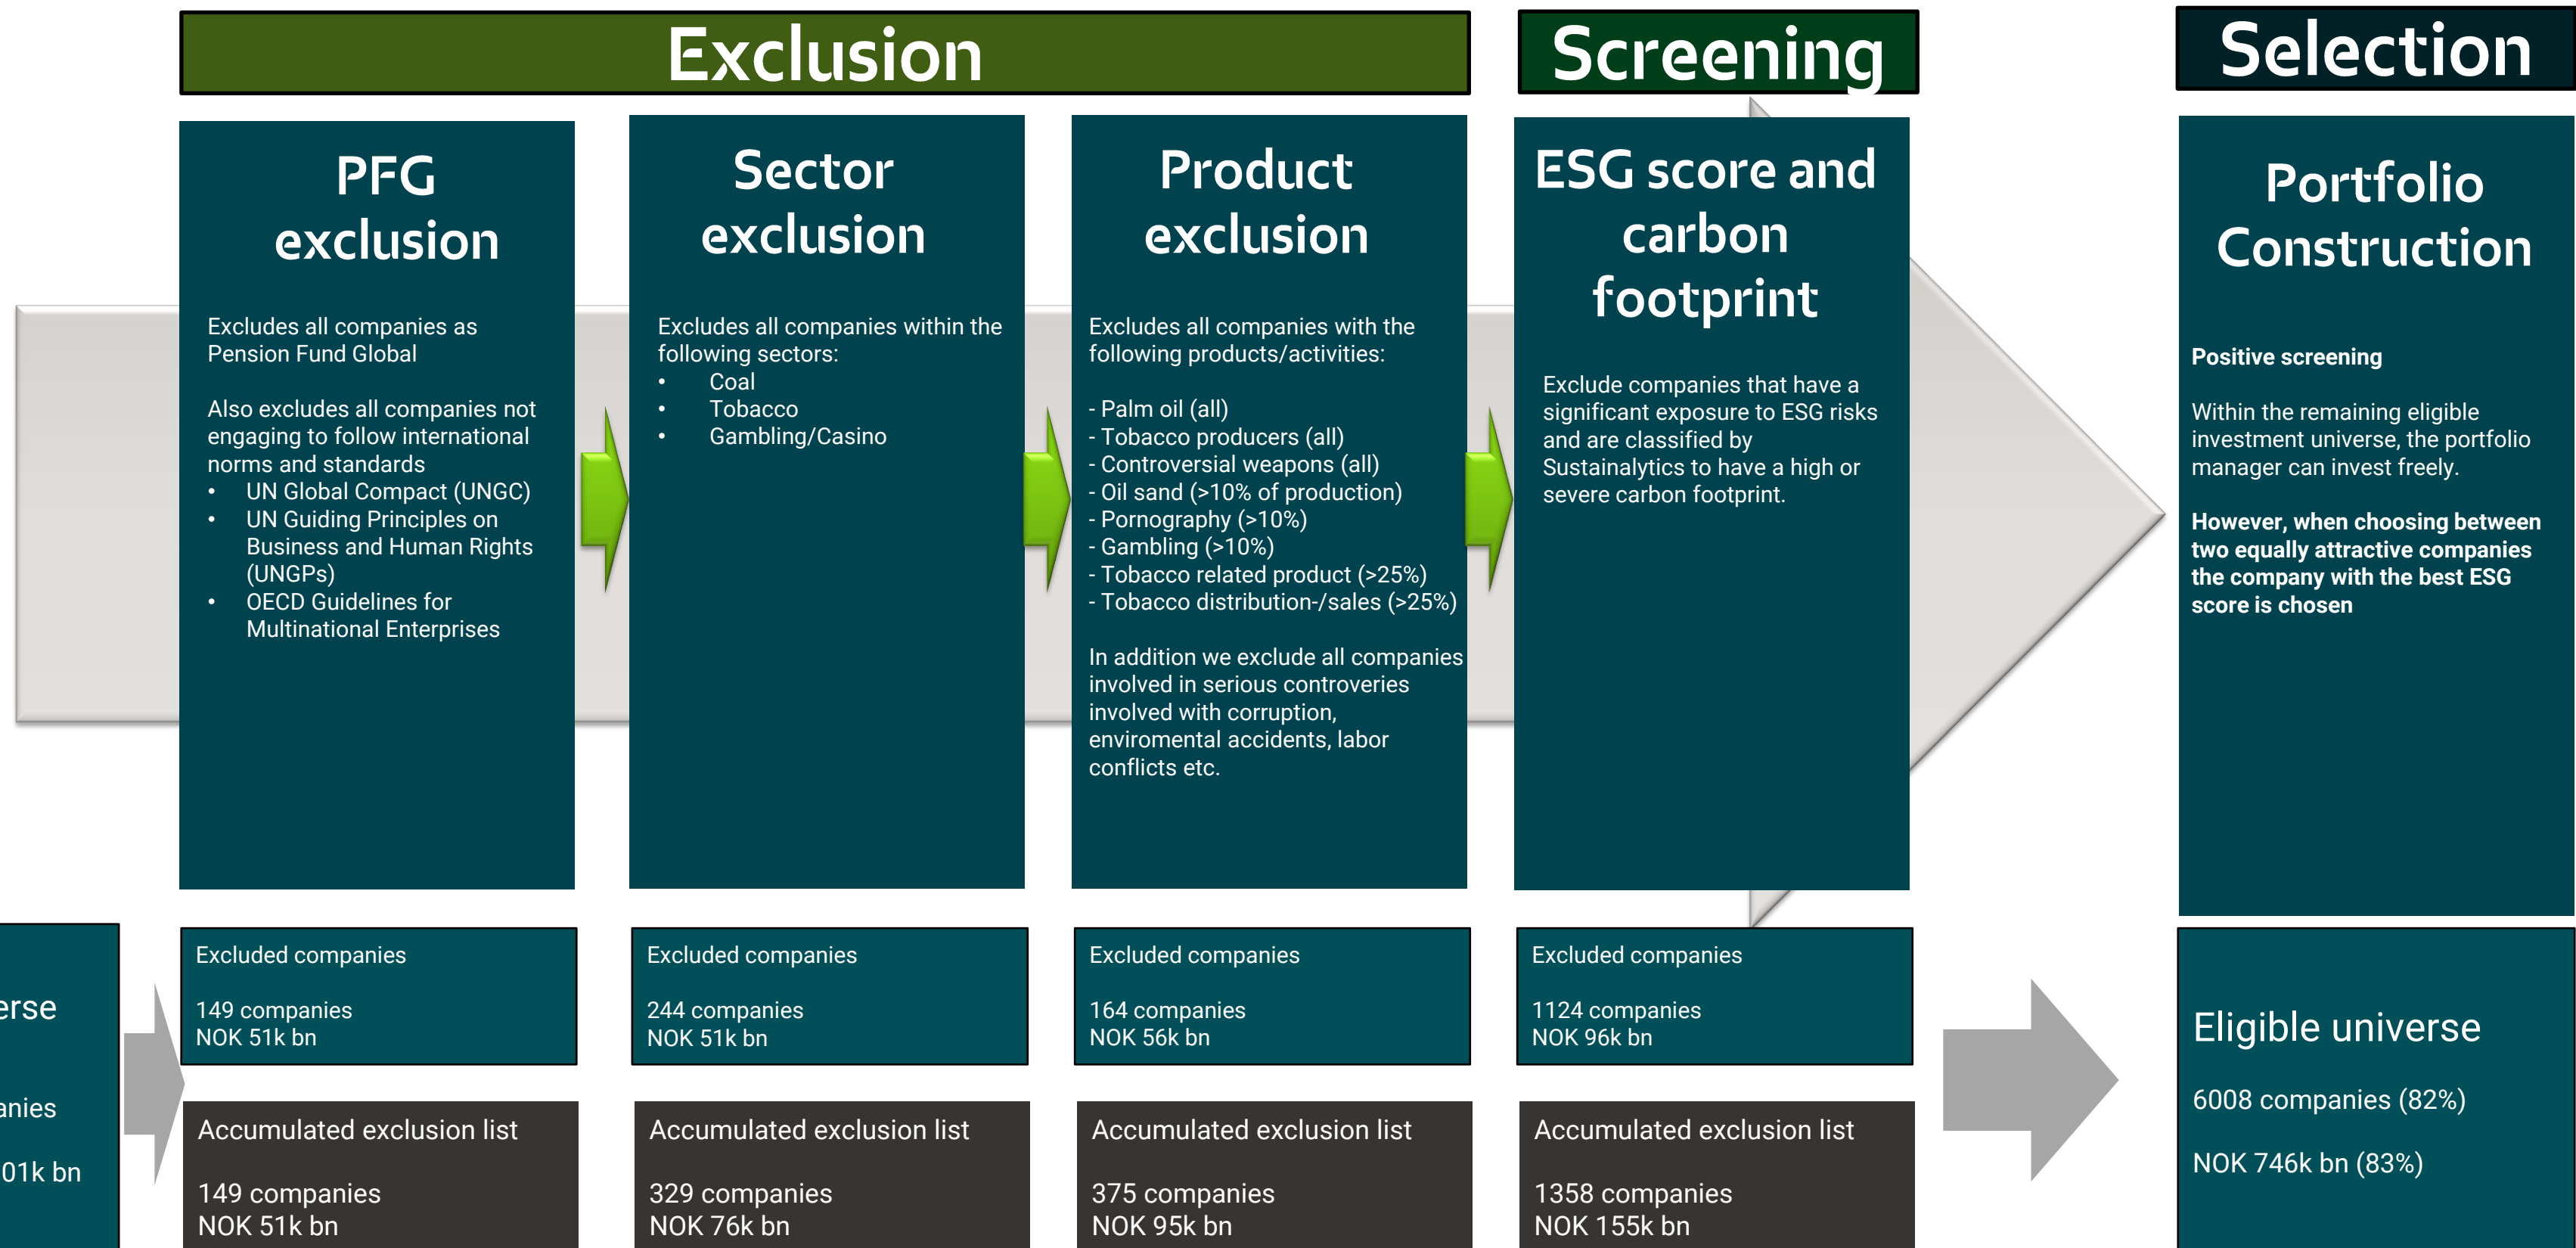 Exclusion
Screening
Selection
PFG
exclusion
Excludes all companies as
Pension Fund Global
Also excludes all companies not
engaging to follow international
norms and standards
• UN Global Compact (UNGC)
• UN Guiding Principles on
Business and Human Rights
(UNGPs)
• OECD Guidelines for
Multinational Enterprises
Sector
exclusion
Excludes all companies within the
following sectors:
• Coal
• Tobacco
• Gambling/Casino
Product
exclusion
Excludes all companies with the
following products/activities:
- Palm oil (all)
- Tobacco producers (all)
- Controversial weapons (all)
- Oil sand (>10% of production)
- Pornography (>10%)
- Gambling (>10%)
- Tobacco related product (>25%)
- Tobacco distribution-/sales (>25%)
In addition we exclude all companies
involved in serious controveries
involved with corruption,
enviromental accidents, labor
conflicts etc.
ESG score and
carbon
footprint
Exclude companies that have a
significant exposure to ESG risks
and are classified by
Sustainalytics to have a high or
severe carbon footprint.
Portfolio
Construction
Positive screening
Within the remaining eligible
investment universe, the portfolio
manager can invest freely.
However, when choosing between
two equally attractive companies
the company with the best ESG
score is chosen
erse
anies
01k bn
Excluded companies
149 companies
NOK 51k bn
Excluded companies
244 companies
NOK 51k bn
Excluded companies
164 companies
NOK 56k bn
Excluded companies
1124 companies
NOK 96k bn
Accumulated exclusion list
149 companies
NOK 51k bn
Accumulated exclusion list
329 companies
NOK 76k bn
Accumulated exclusion list
375 companies
NOK 95k bn
Accumulated exclusion list
1358 companies
NOK 155k bn
Eligible universe
6008 companies (82%)
NOK 746k bn (83%)